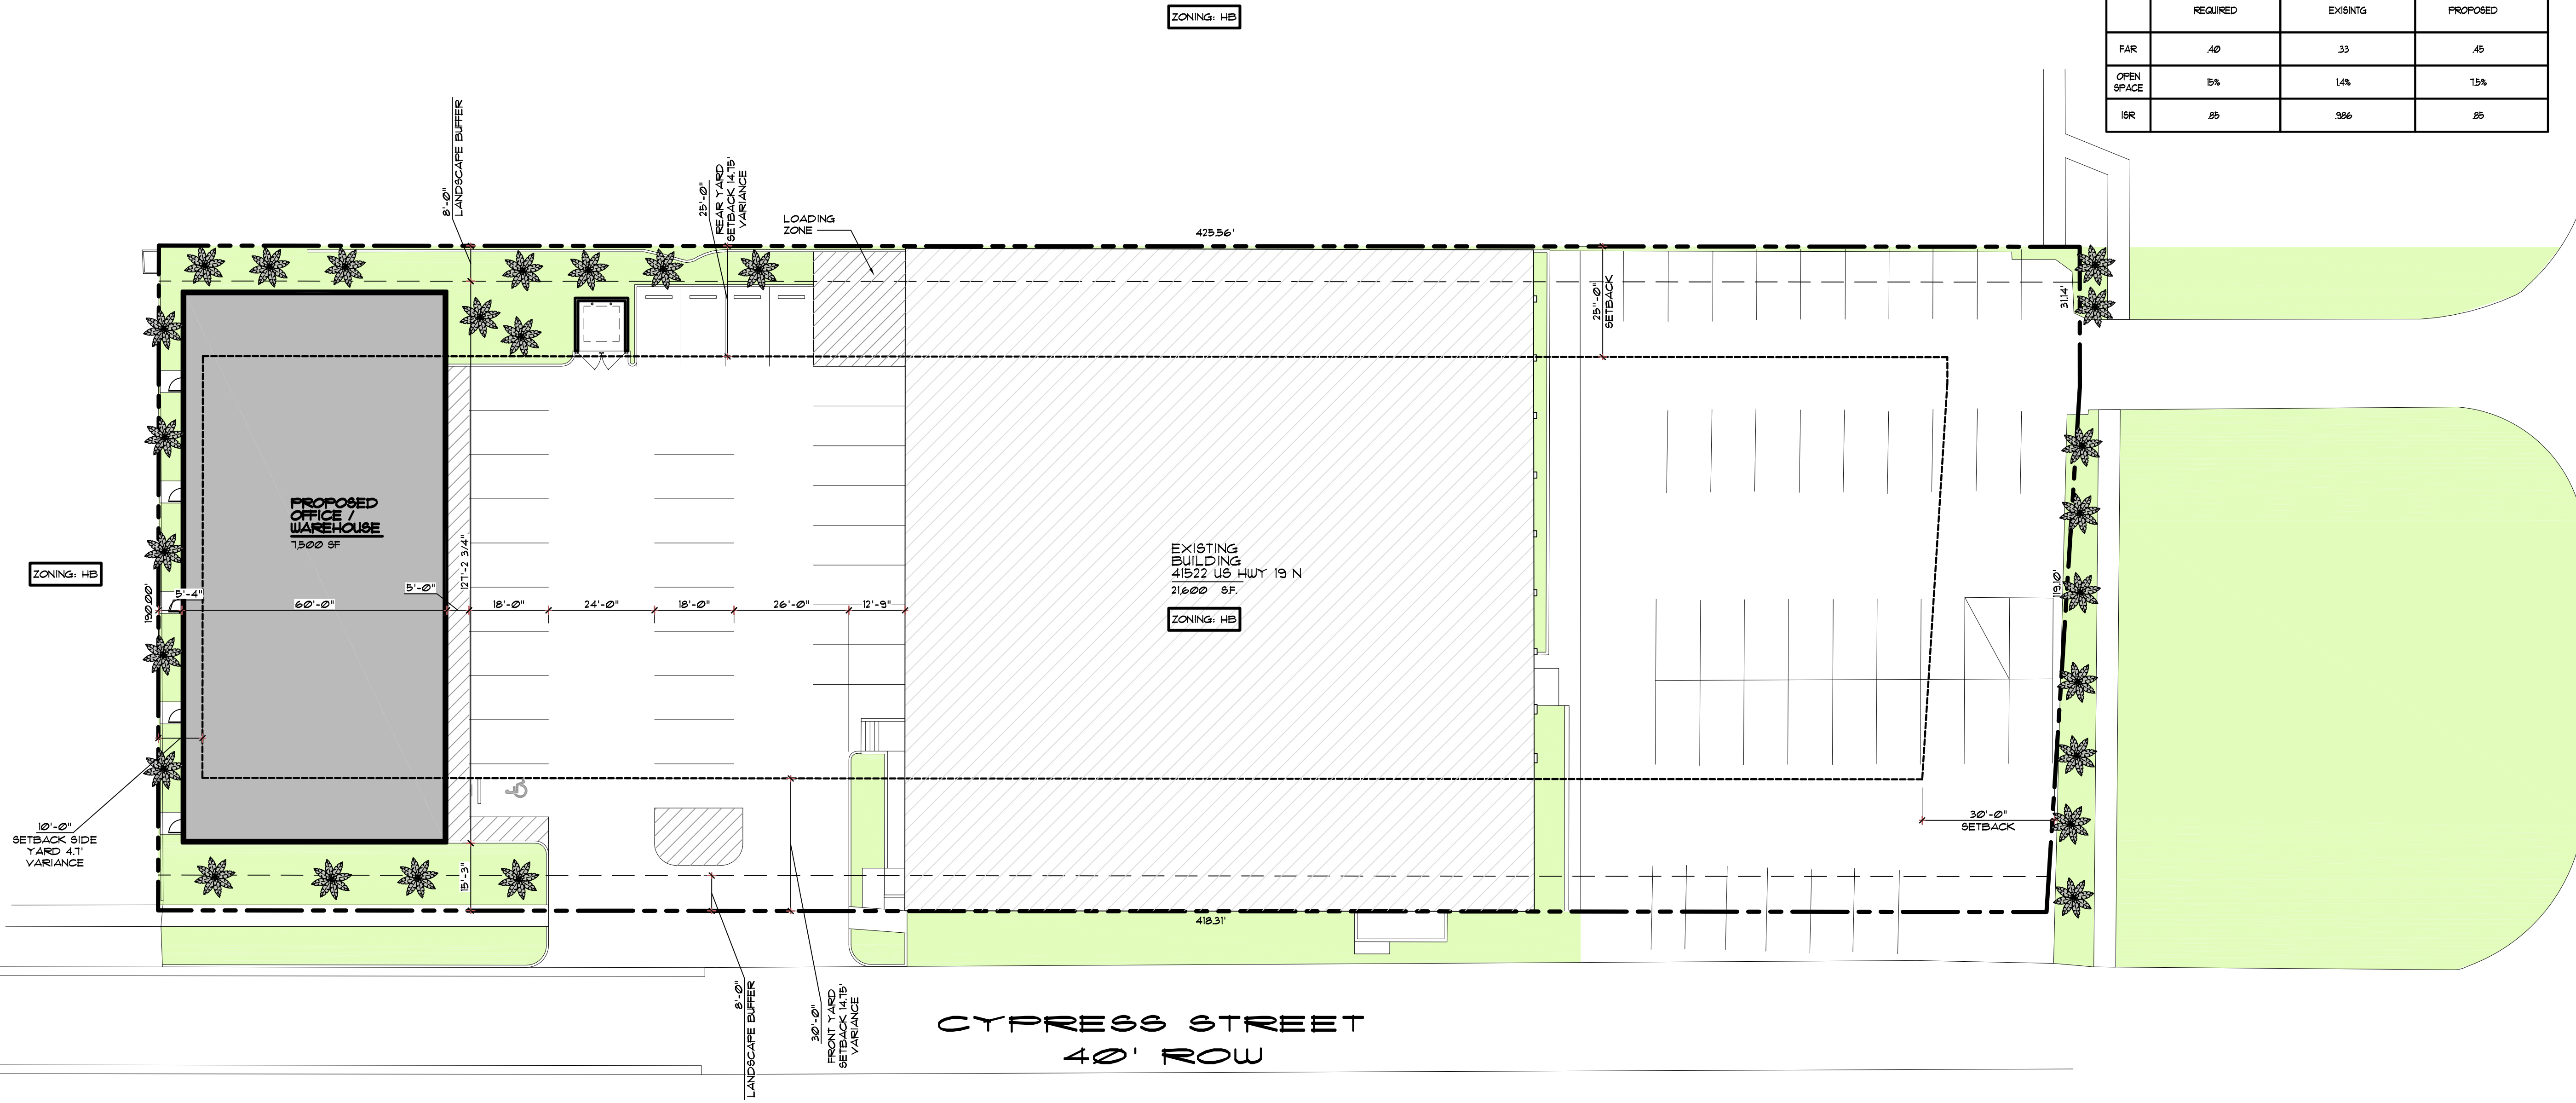 ZONING: HB
REQUIRED EXISINTG PROPOSED
FAR .40 .33 .45
OPEN SPACE 15% 1.4% 7.5%
ISR .85 .986 .85
8'-0"
LANDSCAPE BUFFER
25'-0"
REAR YARD
SETBACK 14.75'
VARIANCE
LOADING
ZONE
425.56'
25'-0"
SETBACK
31.14'
PROPOSED
OFFICE /
WAREHOUSE
7,500 SF
ZONING: HB
190.00'
5'-4"
60'-0"
5'-0"
127'-2 3/4"
18'-0"
24'-0"
18'-0"
26'-0"
12'-9"
EXISTING
BUILDING
41522 US HWY 19 N
21,600 S.F.
ZONING: HB
119.10'
10'-0"
SETBACK SIDE
YARD 4.7'
VARIANCE
15'-3"
30'-0"
SETBACK
418.31'
8'-0"
LANDSCAPE BUFFER
30'-0"
FRONT YARD
SETBACK 14.75'
VARIANCE
CYPRESS STREET
40' ROW